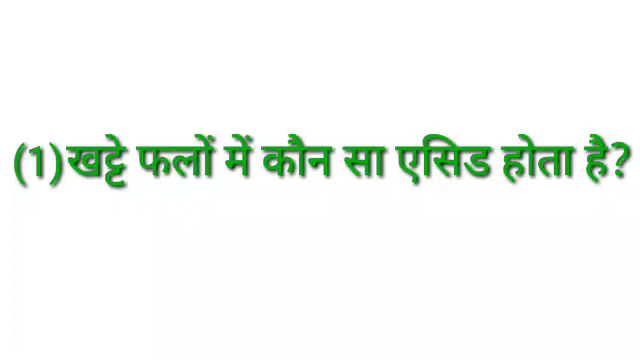 (1)खट्टे फलों में कौन सा एसिड होता है?